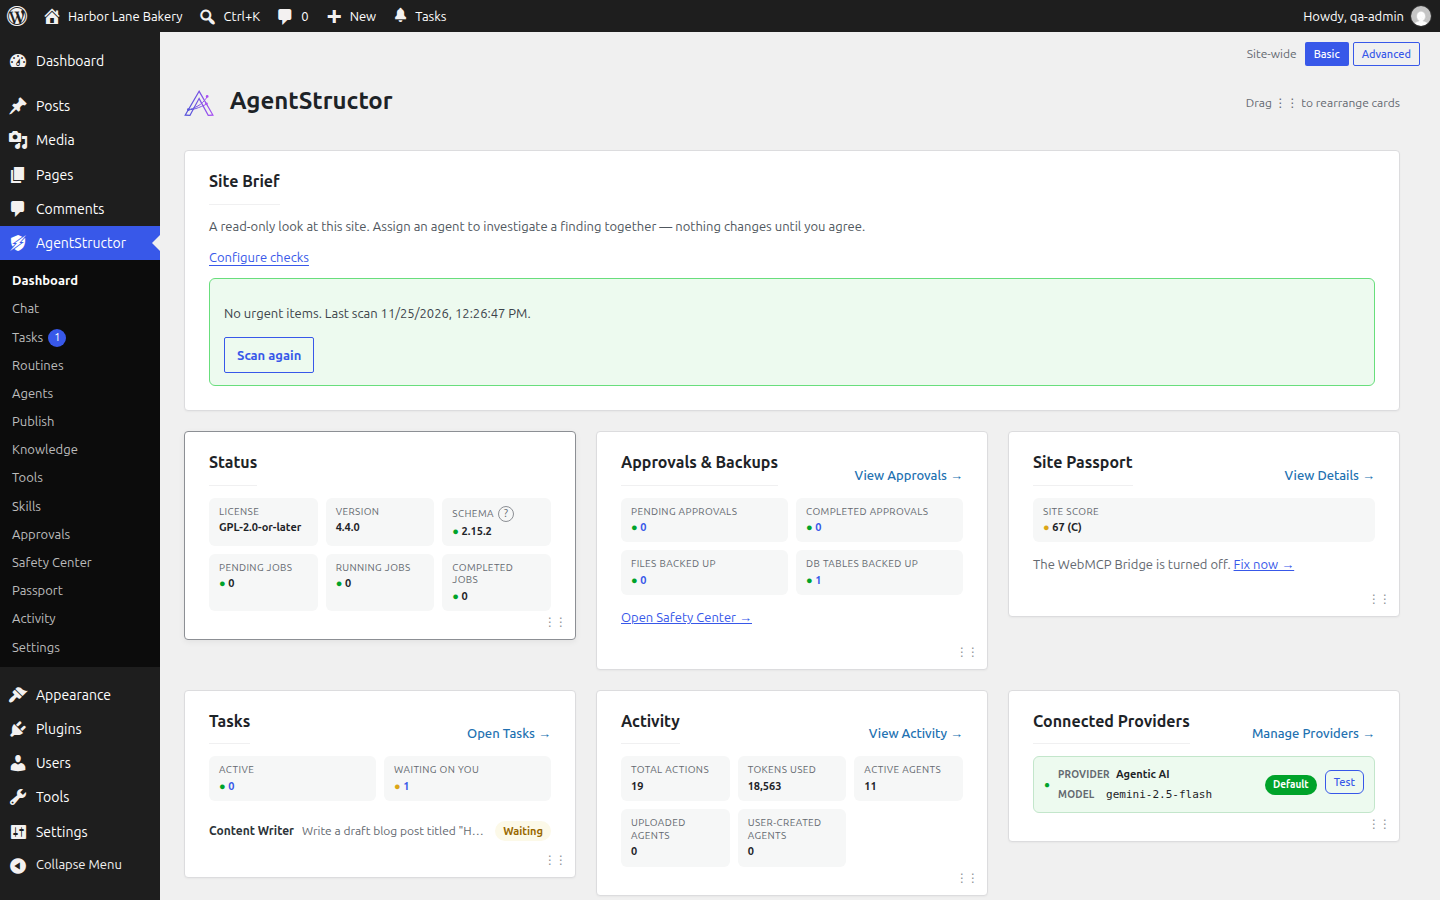 Harbor Lane Bakery
Ctrl+K
0
New
Tasks
Howdy, qa-admin
Dashboard
Posts
Media
Pages
Comments
AgentStructor
Dashboard
Chat
Tasks 1
Routines
Agents
Publish
Knowledge
Tools
Skills
Approvals
Safety Center
Passport
Activity
Settings
Appearance
Plugins
Users
Tools
Settings
Collapse Menu
Site-wide
Basic
Advanced
AgentStructor
Drag ⋮⋮ to rearrange cards
Site Brief
A read-only look at this site. Assign an agent to investigate a finding together — nothing changes until you agree.
Configure checks
No urgent items. Last scan 11/25/2026, 12:26:47 PM.
Scan again
Status
LICENSE
GPL-2.0-or-later
VERSION
4.4.0
SCHEMA ?
2.15.2
PENDING JOBS
0
RUNNING JOBS
0
COMPLETED
JOBS
0
Approvals & Backups
View Approvals →
PENDING APPROVALS
0
COMPLETED APPROVALS
0
FILES BACKED UP
0
DB TABLES BACKED UP
1
Open Safety Center →
Site Passport
View Details →
SITE SCORE
67 (C)
The WebMCP Bridge is turned off. Fix now →
Tasks
Open Tasks →
ACTIVE
0
WAITING ON YOU
1
Content Writer Write a draft blog post titled "H... Waiting
Activity
View Activity →
TOTAL ACTIONS
19
TOKENS USED
18,563
ACTIVE AGENTS
11
UPLOADED
AGENTS
0
USER-CREATED
AGENTS
0
Connected Providers
Manage Providers →
PROVIDER Agentic AI
MODEL gemini-2.5-flash
Default
Test